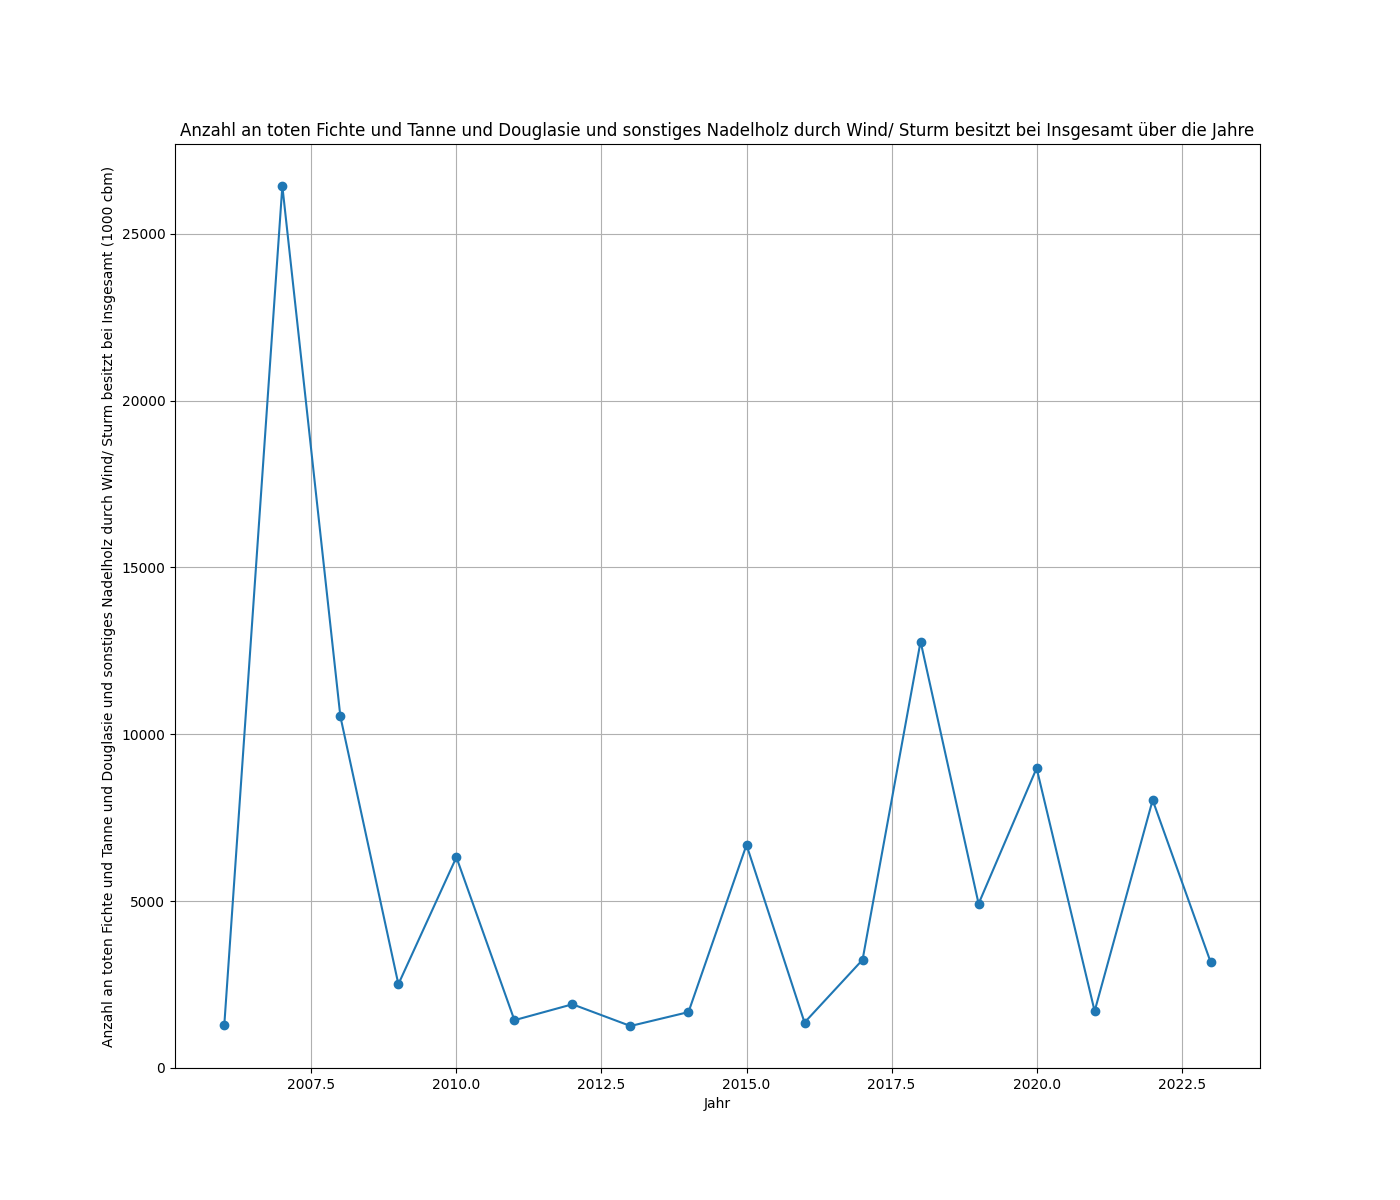 Anzahl an toten Fichte und Tanne und Douglasie und sonstiges Nadelholz durch Wind/ Sturm besitzt bei Insgesamt über die Jahre
Anzahl an toten Fichte und Tanne und Douglasie und sonstiges Nadelholz durch Wind/ Sturm besitzt bei Insgesamt (1000 cbm)
25000
20000
15000
10000
5000
0
2007.5 2010.0 2012.5 2015.0 2017.5 2020.0 2022.5
Jahr